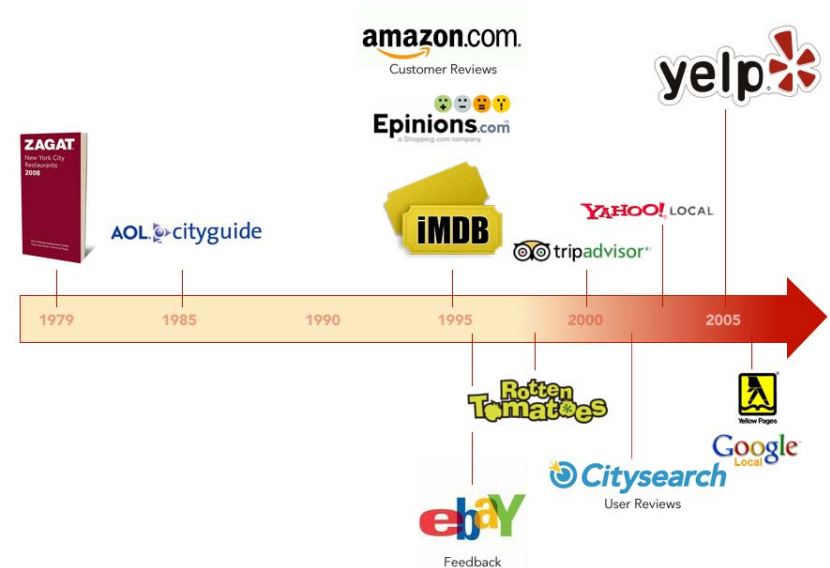 amazon.com.
Customer Reviews
yelp
Epinions.com
a Shopping.com company
ZAGAT
New York City
Restaurants
2008
AOL cityguide
iMDB
YAHOO! LOCAL
tripadvisor
1979
1985
1990
1995
2000
2005
Rotten
Tomatoes
Yellow Pages
Google
Local
Citysearch
User Reviews
ebaY
Feedback